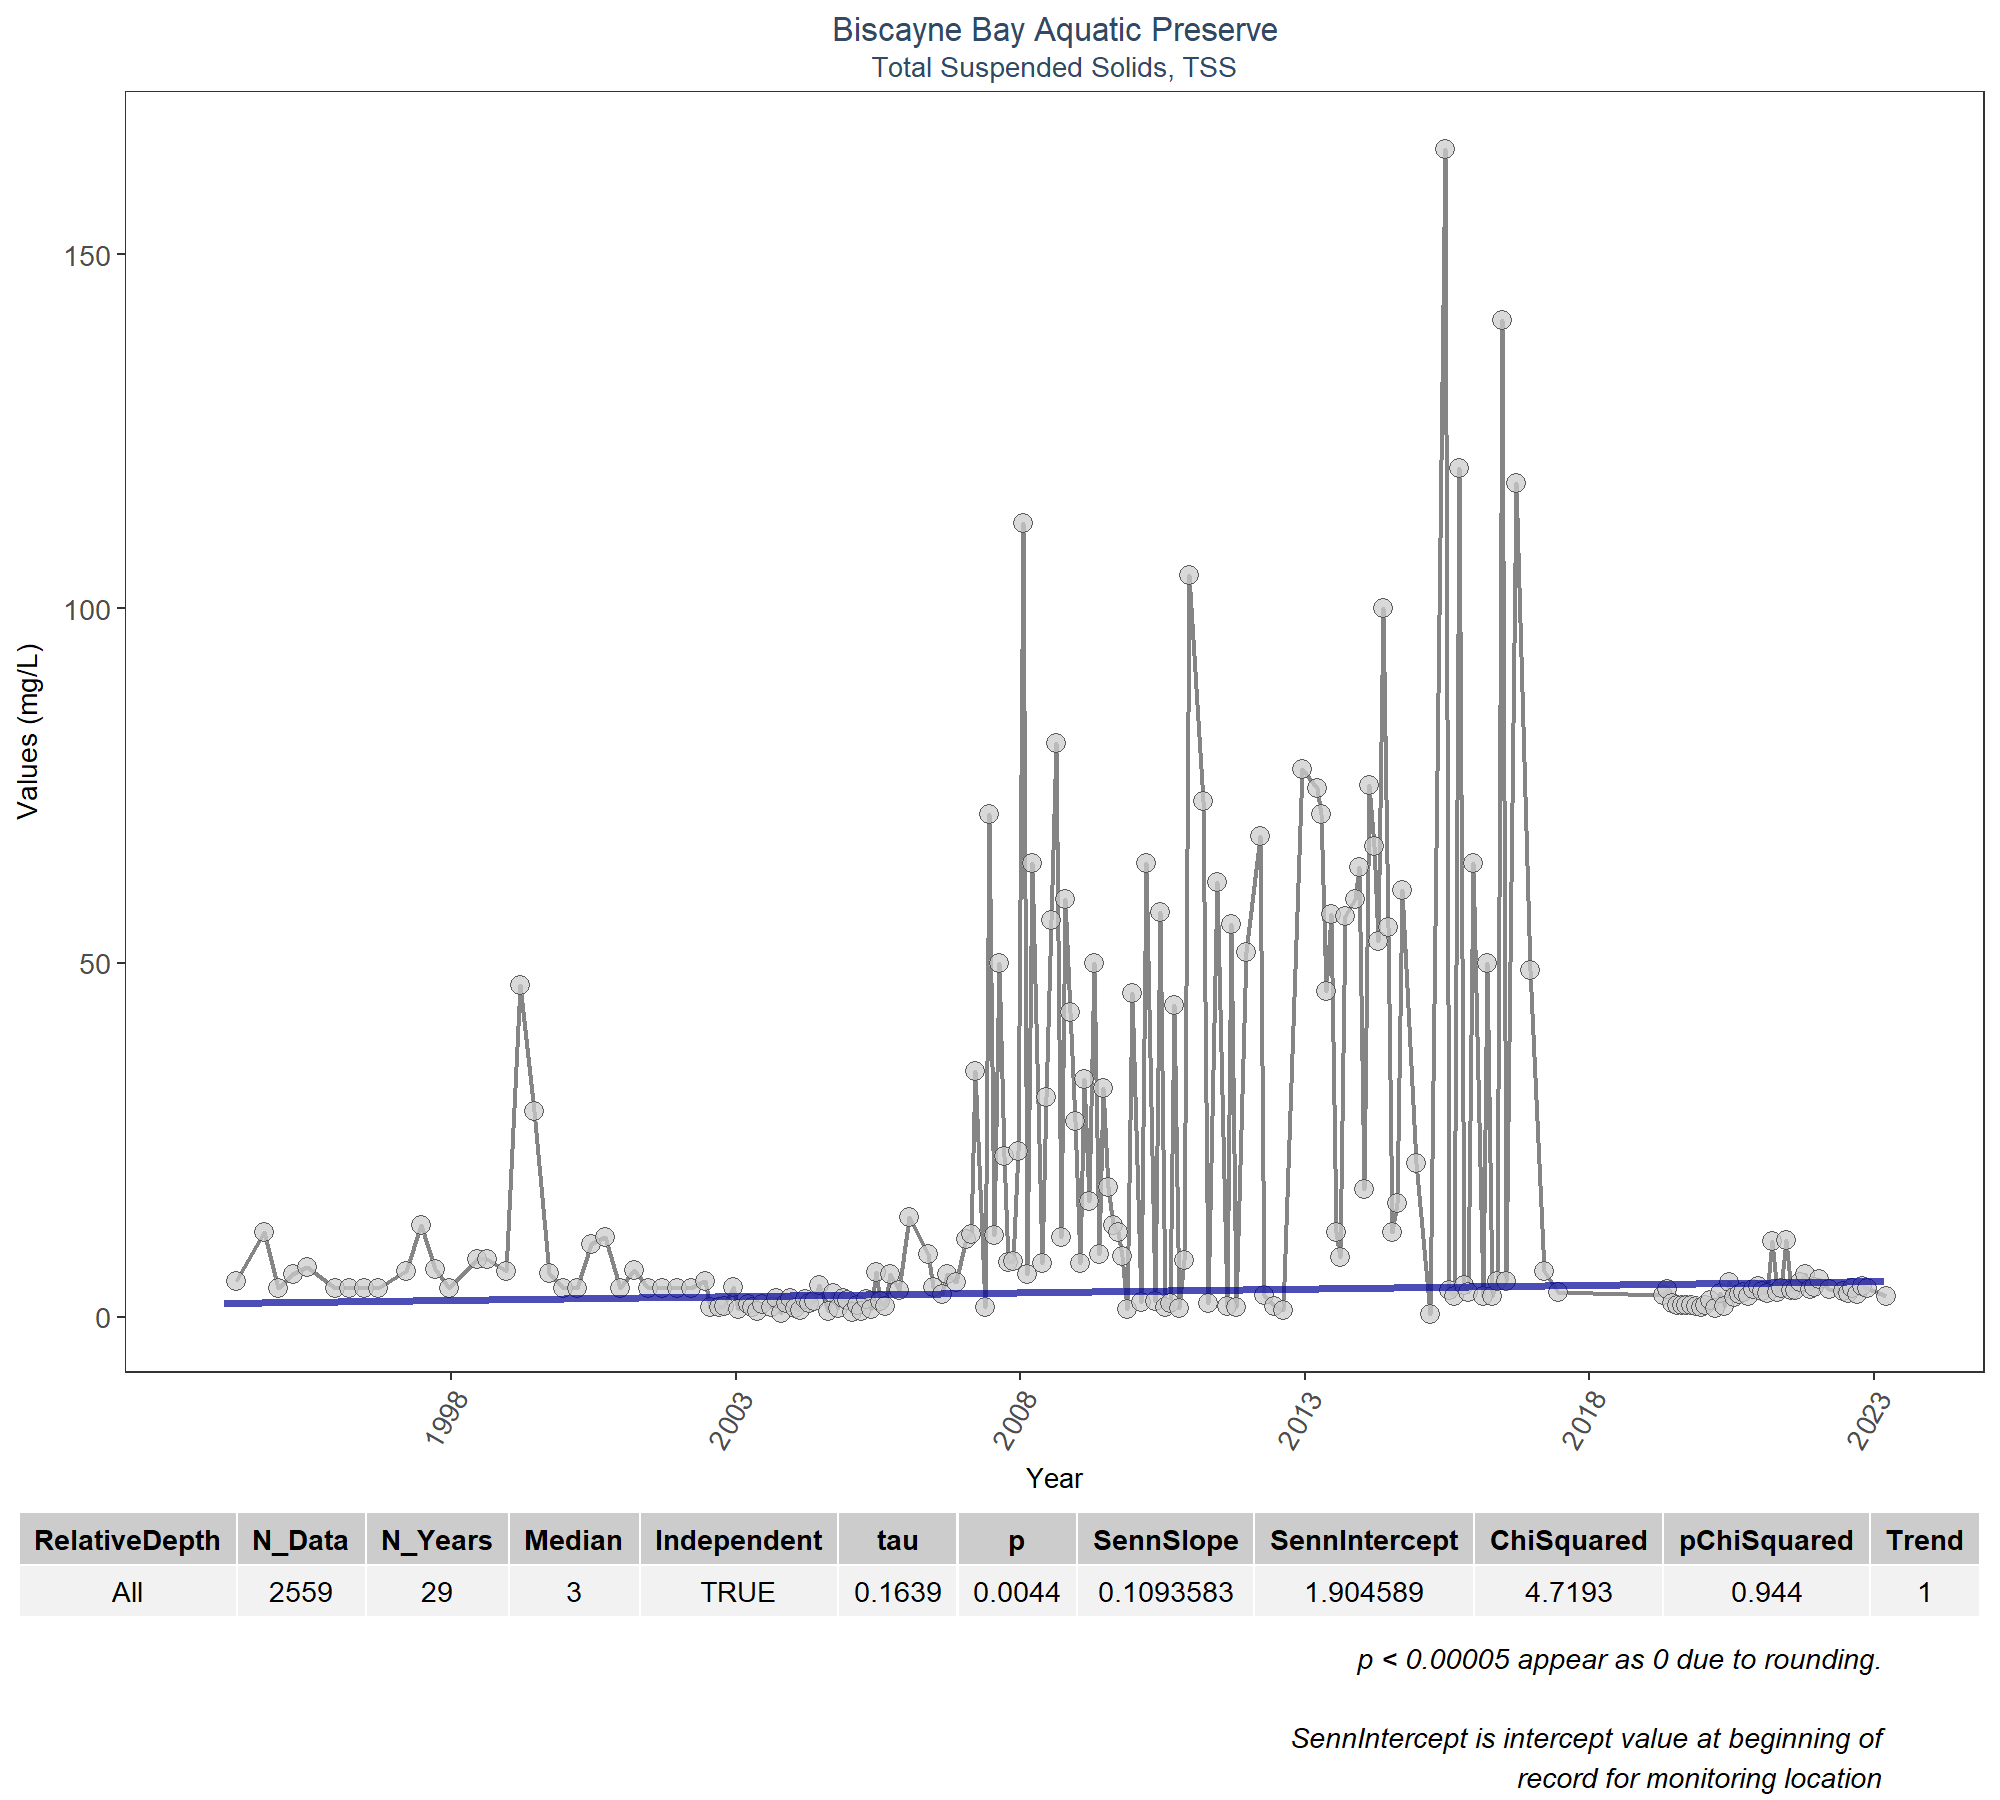 Biscayne Bay Aquatic Preserve
Total Suspended Solids, TSS
150
100
50
0
Values (mg/L)
1998 2003 2008 2013 2018 2023
Year
RelativeDepth N_Data N_Years Median Independent tau p SennSlope SennIntercept ChiSquared pChiSquared Trend
All 2559 29 3 TRUE 0.1639 0.0044 0.1093583 1.904589 4.7193 0.944 1
p < 0.00005 appear as 0 due to rounding.
SennIntercept is intercept value at beginning of
record for monitoring location